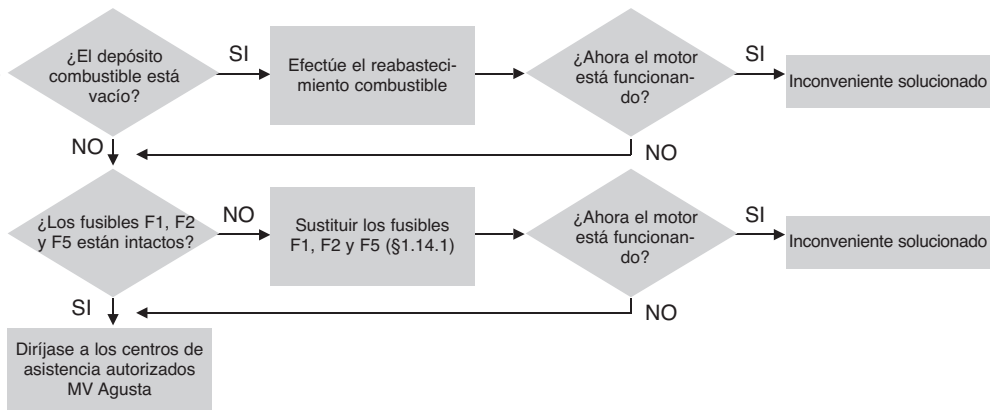 ¿El depósito
combustible está
vacío?
SI
Efectúe el reabasteci-
miento combustible
¿Ahora el motor
está funcionan-
do?
SI
Inconveniente solucionado
NO
NO
¿Los fusibles F1, F2
y F5 están intactos?
NO
Sustituir los fusibles
F1, F2 y F5 (§1.14.1)
¿Ahora el motor
está funcionan-
do?
SI
Inconveniente solucionado
SI
NO
Diríjase a los centros de
asistencia autorizados
MV Agusta